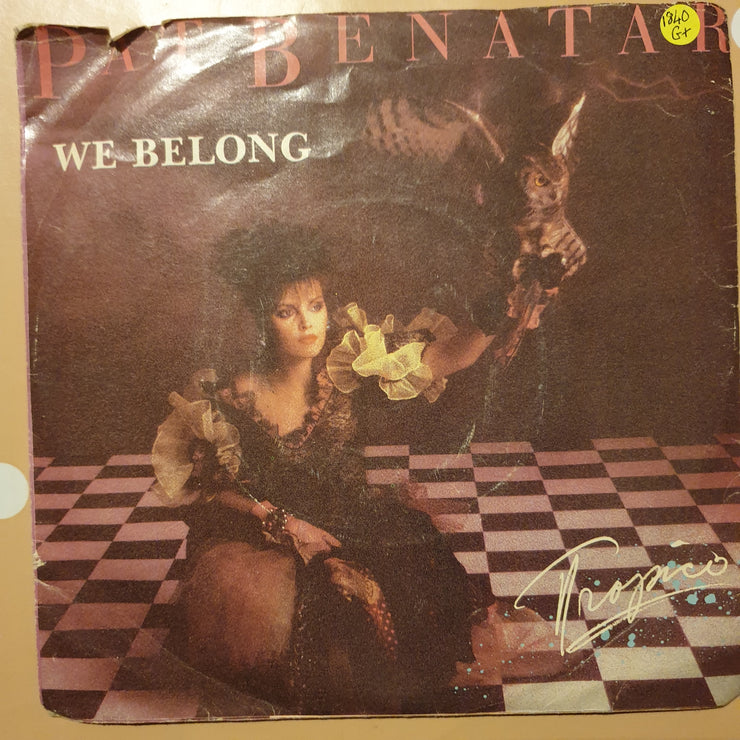 PAT BENATAR
1840
G+
WE BELONG
Tropico